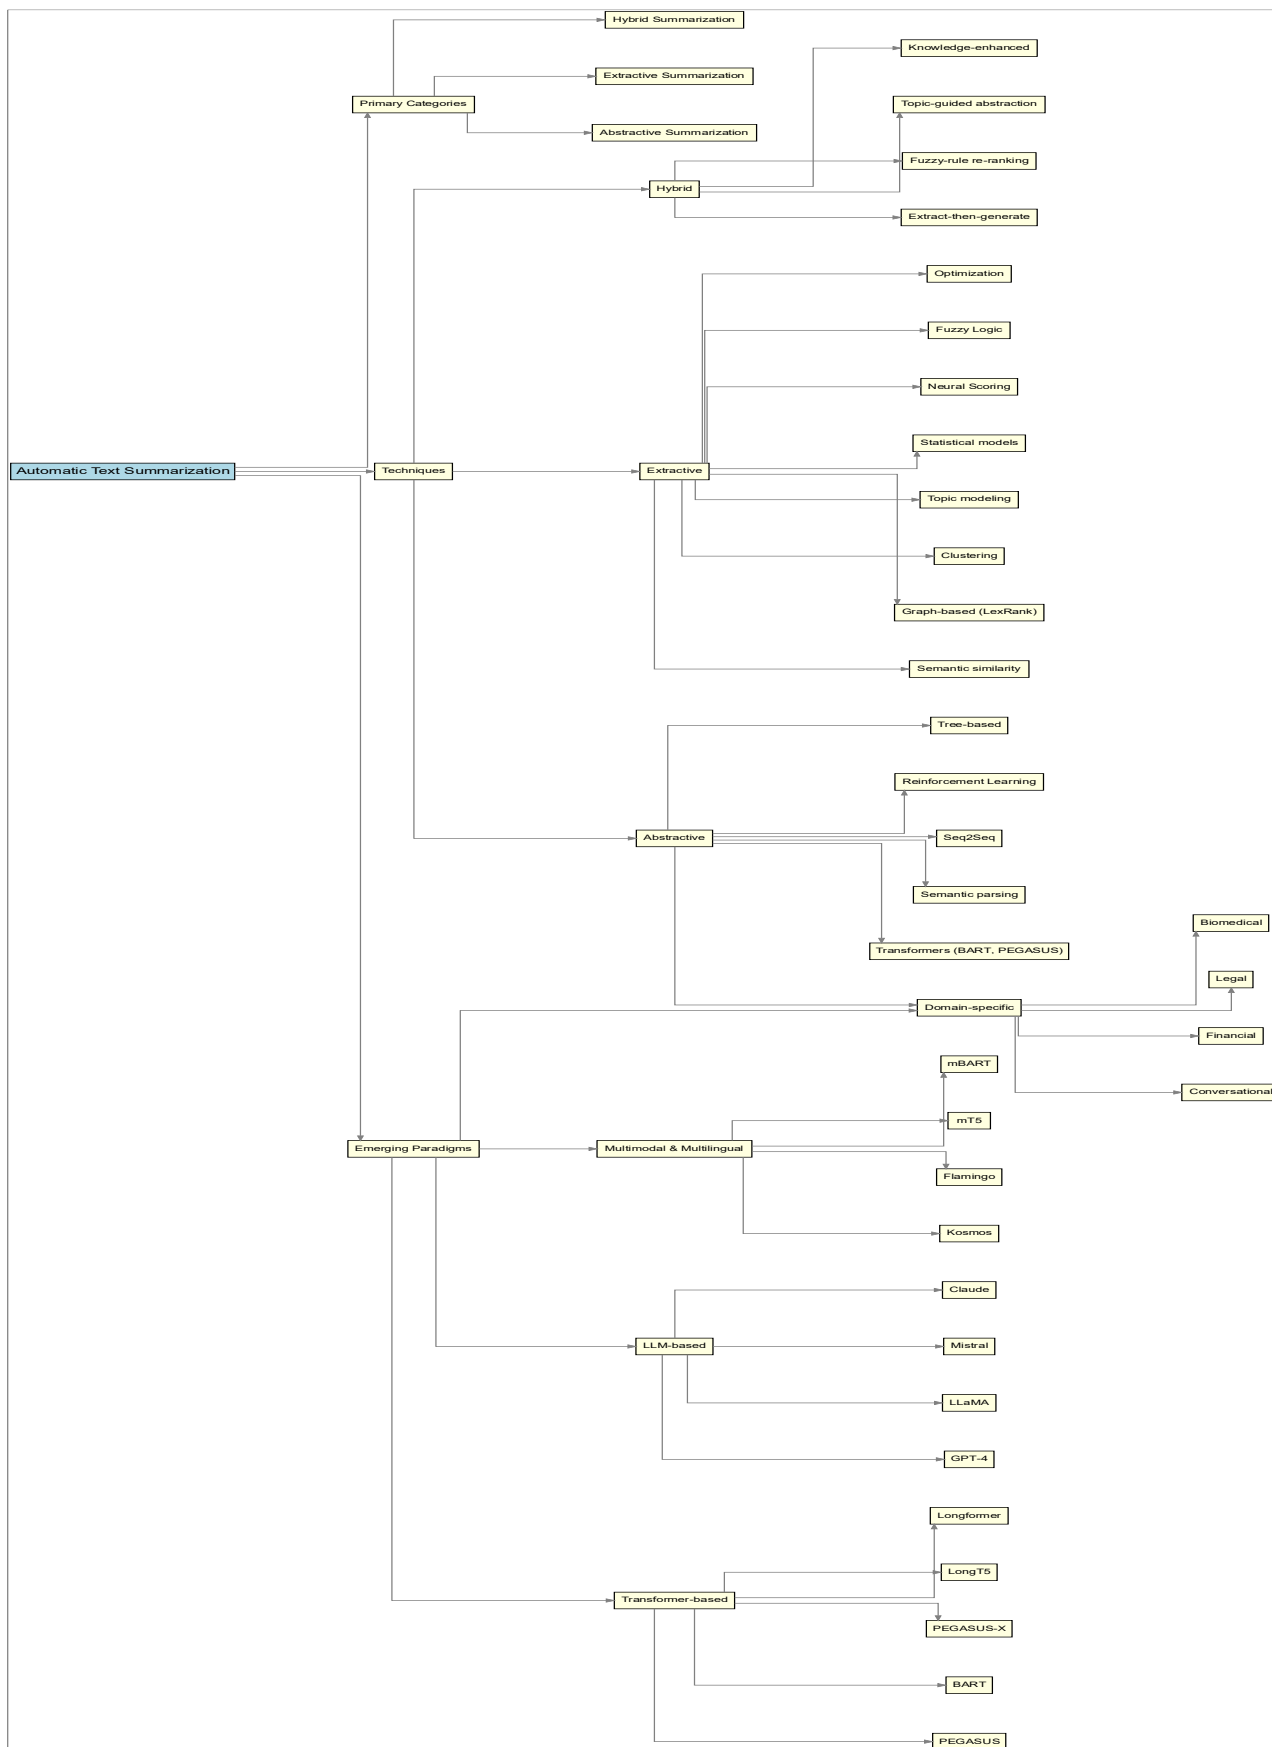 Hybrid Summarization
Knowledge-enhanced
Extractive Summarization
Primary Categories
Topic-guided abstraction
Abstractive Summarization
Fuzzy-rule re-ranking
Hybrid
Extract-then-generate
Optimization
Fuzzy Logic
Neural Scoring
Statistical models
Automatic Text Summarization
Techniques
Extractive
Topic modeling
Clustering
Graph-based (LexRank)
Semantic similarity
Tree-based
Reinforcement Learning
Abstractive
Seq2Seq
Semantic parsing
Biomedical
Transformers (BART, PEGASUS)
Legal
Domain-specific
Financial
mBART
Conversational
mT5
Emerging Paradigms
Multimodal & Multilingual
Flamingo
Kosmos
Claude
LLM-based
Mistral
LLaMA
GPT-4
Longformer
LongT5
Transformer-based
PEGASUS-X
BART
PEGASUS